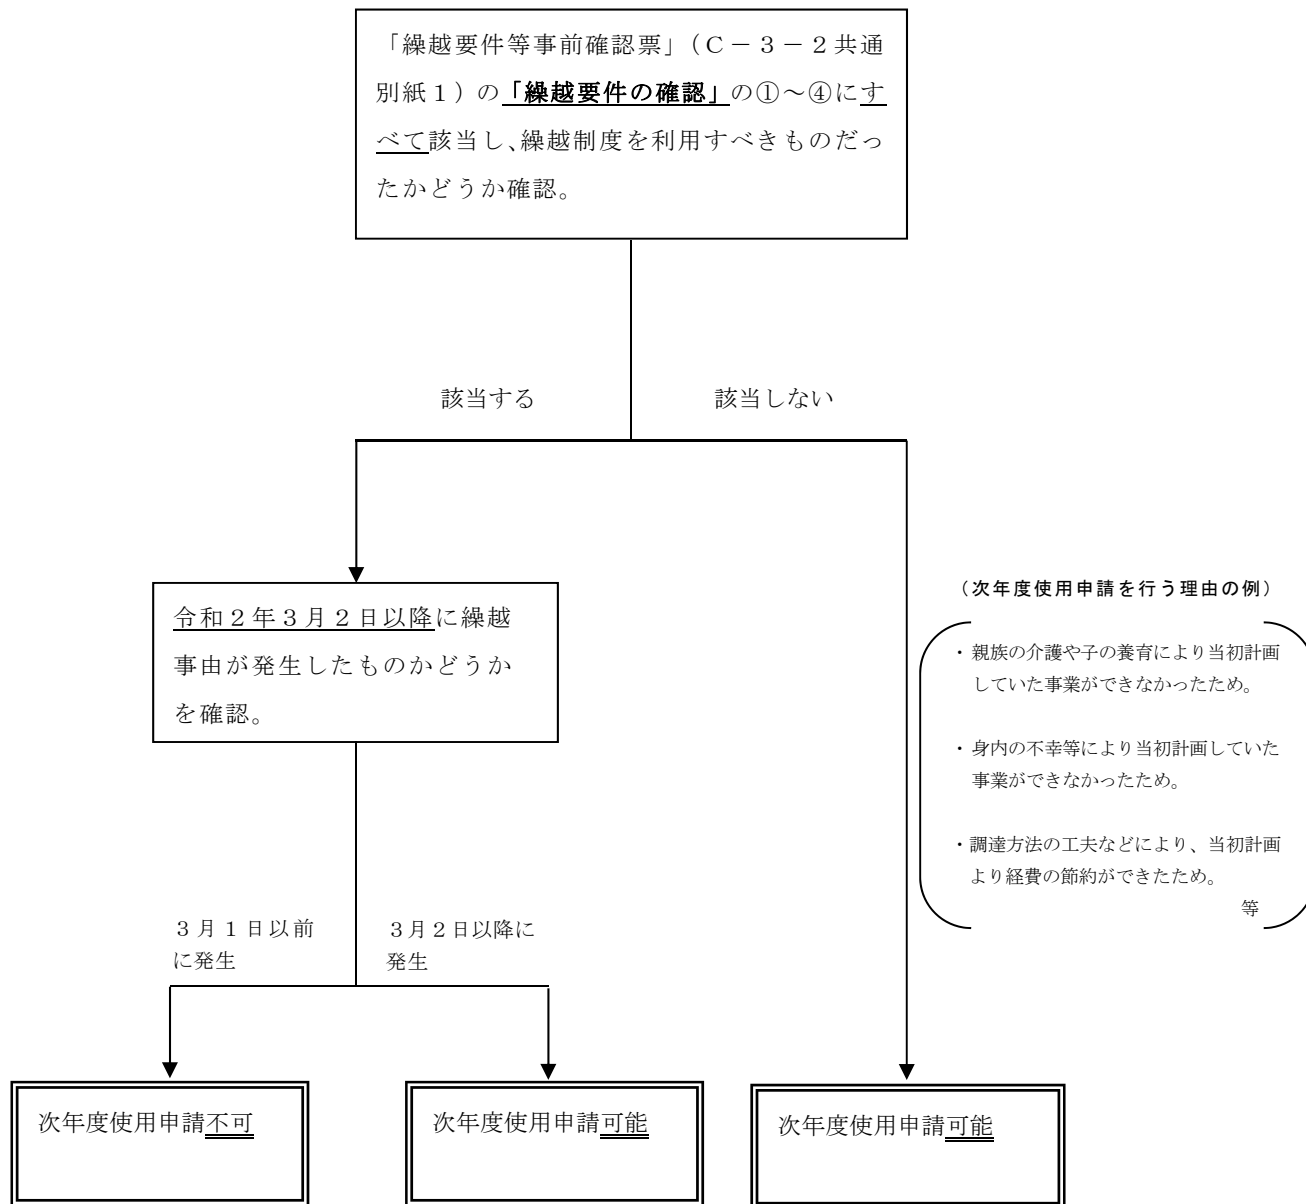 「繰越要件等事前確認票」（Ｃ－３－２共通
別紙１）の「繰越要件の確認」の①～④にす
べて該当し、繰越制度を利用すべきものだっ
たかどうか確認。
該当する
該当しない
令和２年３月２日以降に繰越
事由が発生したものかどうか
を確認。
（次年度使用申請を行う理由の例）
・親族の介護や子の養育により当初計画
していた事業ができなかったため。
・身内の不幸等により当初計画していた
事業ができなかったため。
・調達方法の工夫などにより、当初計画
より経費の節約ができたため。
等
３月１日以前
に発生
３月２日以降に
発生
次年度使用申請不可
次年度使用申請可能
次年度使用申請可能